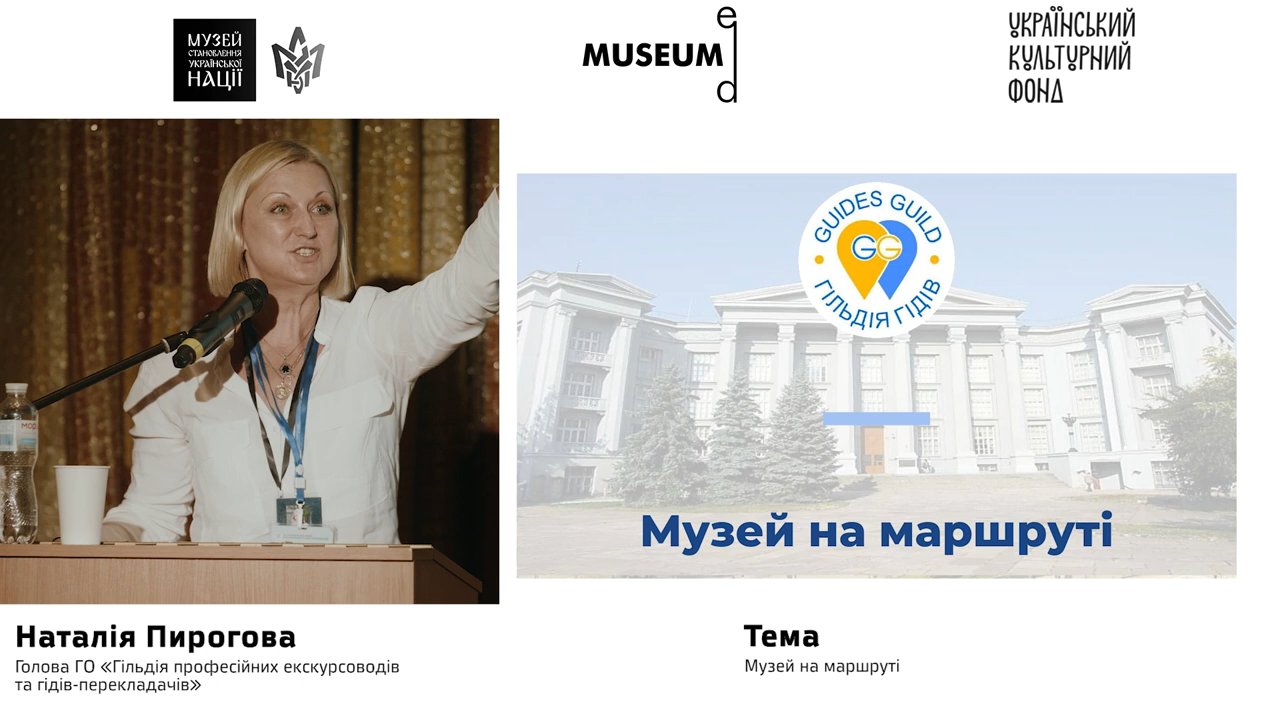 МУЗЕЙ
СТАНОВЛЕННЯ
УКРАЇНСЬКОЇ
НАЦІЇ
MUSEUM
ed
УКРАЇНСЬКИЙ
КУЛЬТУРНИЙ
ФОНД
GUIDES GUILD
GG
ГІЛЬДІЯ ГІДІВ
Музей на маршруті
Наталія Пирогова
Голова ГО «Гільдія професійних екскурсоводів
та гідів-перекладачів»
Тема
Музей на маршруті